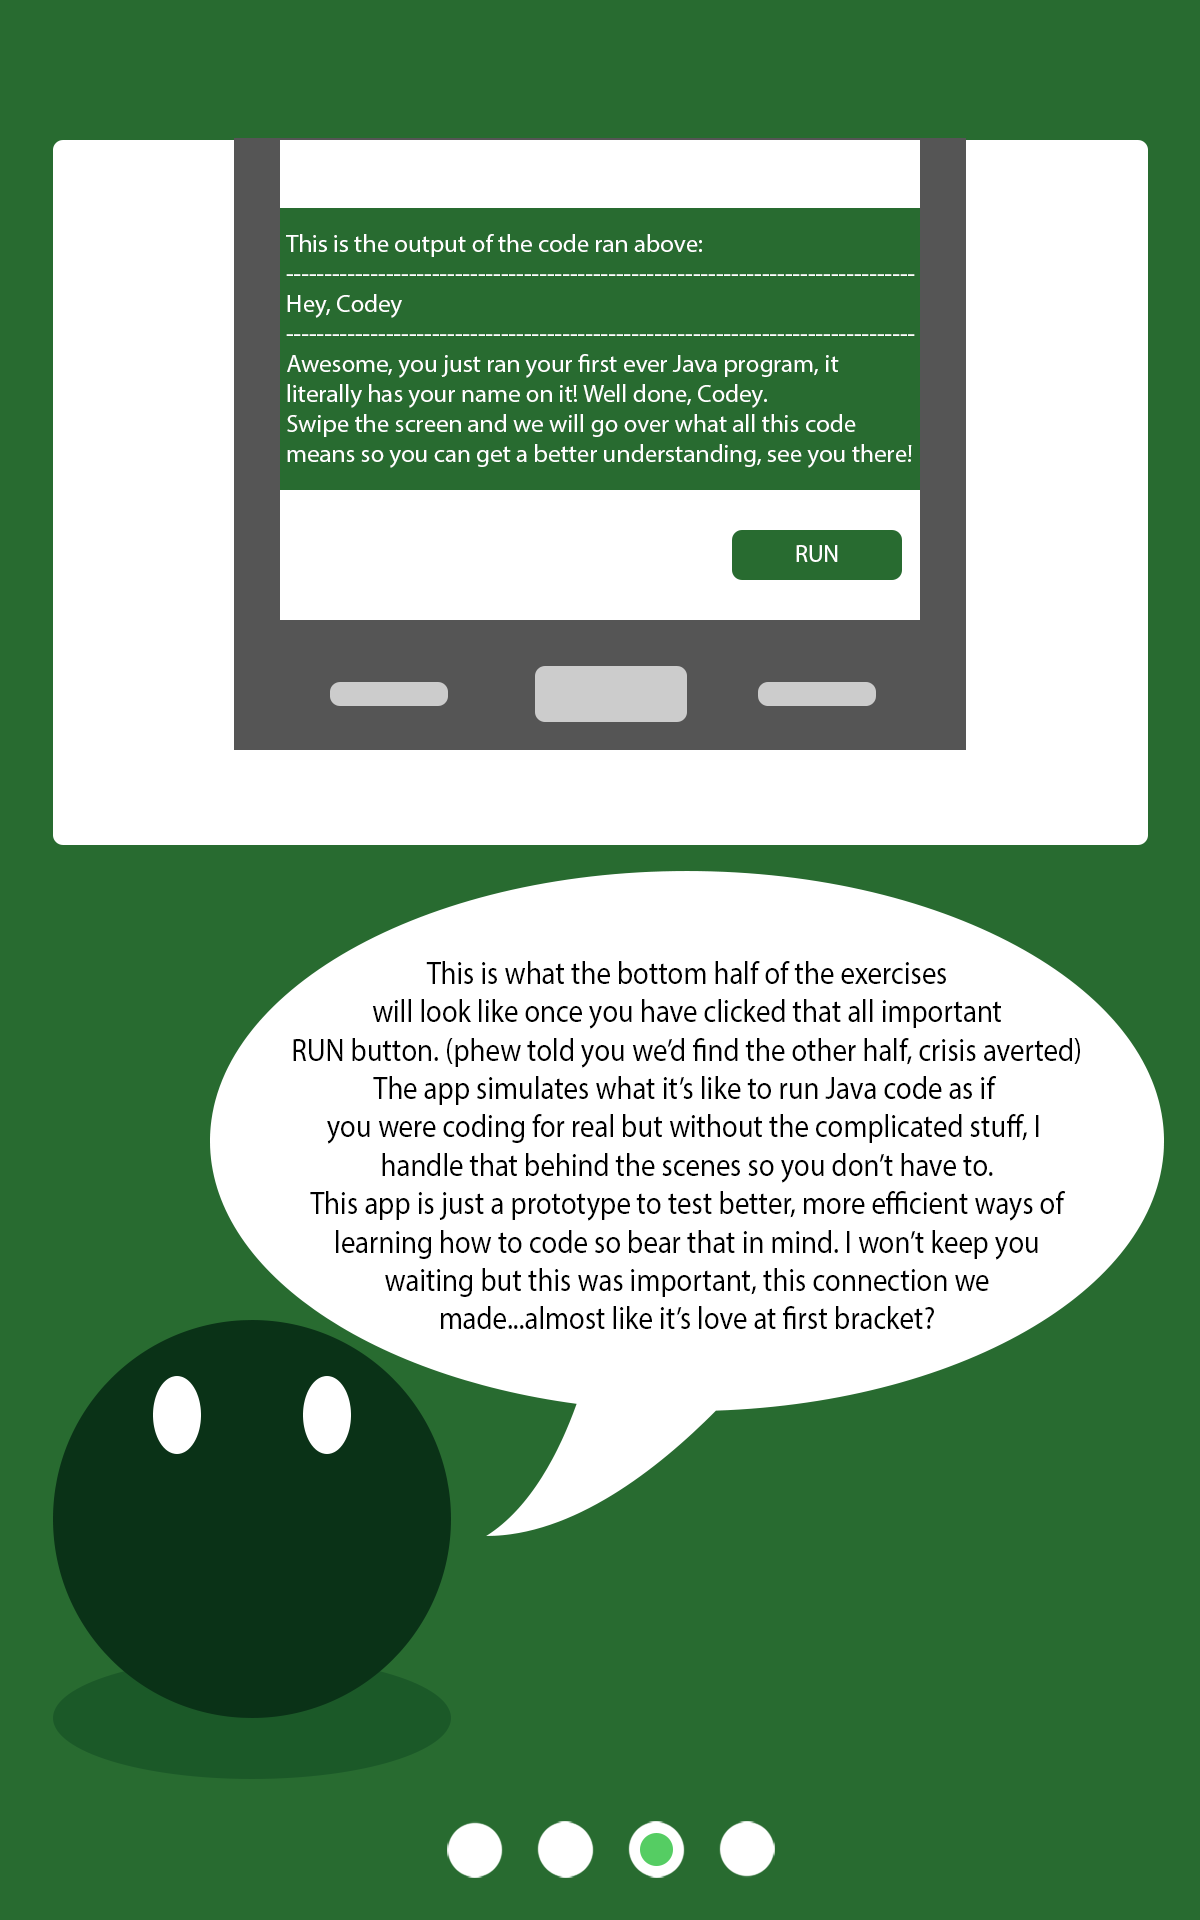 This is the output of the code ran above:
--------------------------------------------------------------------------------
Hey, Codey
--------------------------------------------------------------------------------
Awesome, you just ran your first ever Java program, it
literally has your name on it! Well done, Codey.
Swipe the screen and we will go over what all this code
means so you can get a better understanding, see you there!
RUN
This is what the bottom half of the exercises
will look like once you have clicked that all important
RUN button. (phew told you we’d find the other half, crisis averted)
The app simulates what it’s like to run Java code as if
you were coding for real but without the complicated stuff, I
handle that behind the scenes so you don’t have to.
This app is just a prototype to test better, more efficient ways of
learning how to code so bear that in mind. I won’t keep you
waiting but this was important, this connection we
made...almost like it’s love at first bracket?